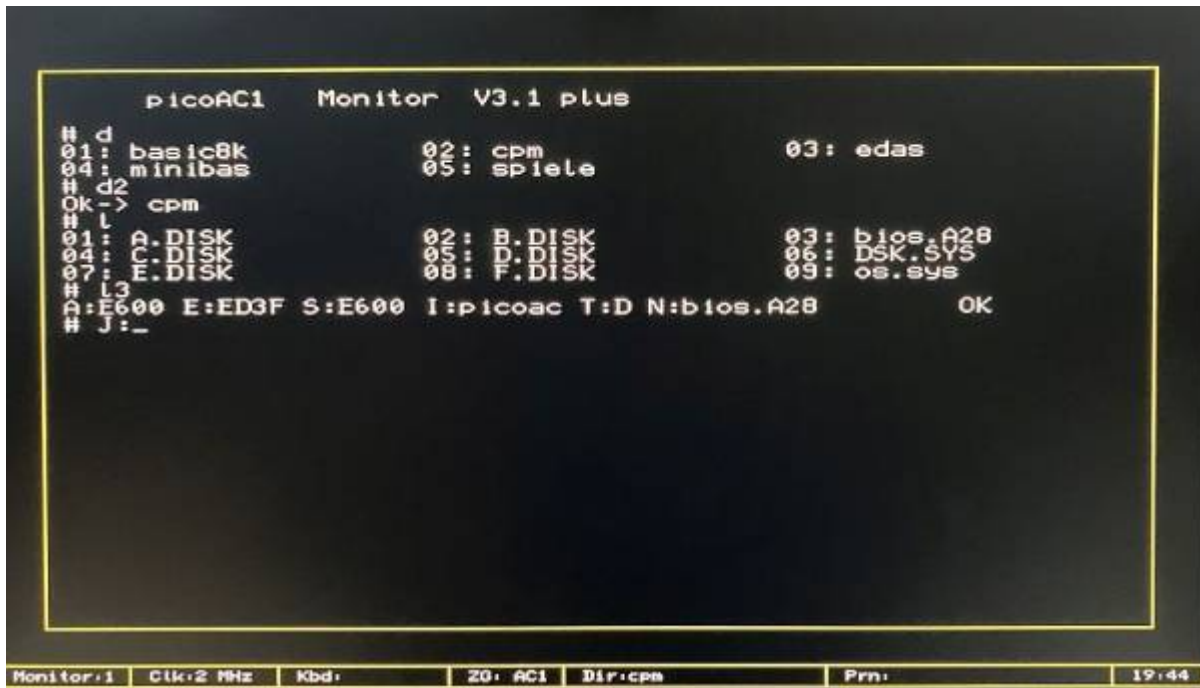 picoAC1 Monitor V3.1 plus
# d
01: basic8k 02: cpm 03: edas
04: minibas 05: spiele
# d2
Ok-> cpm
# l
01: A.DISK 02: B.DISK 03: bios.A28
04: C.DISK 05: D.DISK 06: DSK.SYS
07: E.DISK 08: F.DISK 09: os.sys
# l3
A:E600 E:ED3F S:E600 I:picoac T:D N:bios.A28 OK
# J:_
Monitor:1 Clk:2 MHz Kbd: ZG: AC1 Dir:cpm Prn: 19:44